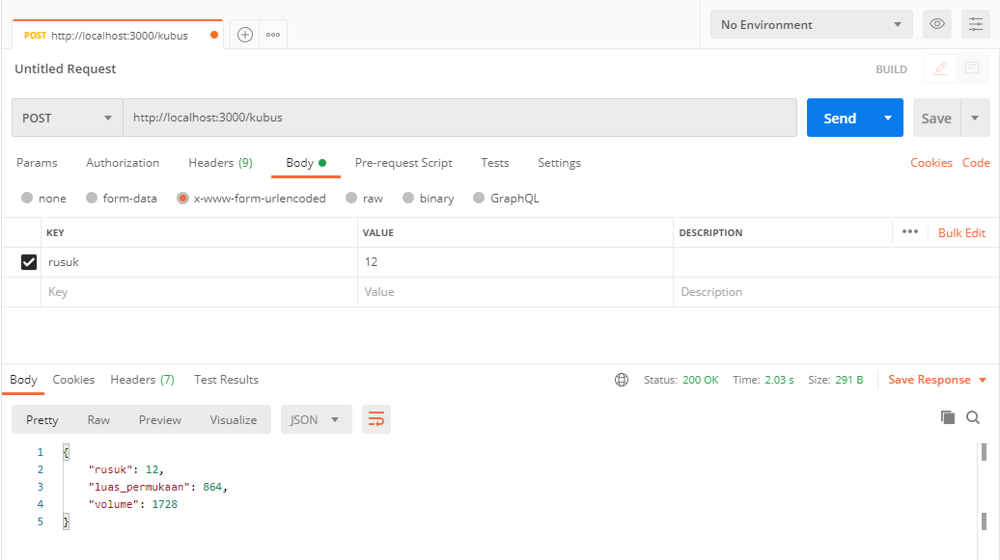 POST http://localhost:3000/kubus No Environment
Untitled Request BUILD
POST http://localhost:3000/kubus Send Save
Params Authorization Headers (9) Body Pre-request Script Tests Settings Cookies Code
none form-data x-www-form-urlencoded raw binary GraphQL
KEY VALUE DESCRIPTION Bulk Edit
rusuk 12
Key Value Description
Body Cookies Headers (7) Test Results Status: 200 OK Time: 2.03 s Size: 291 B Save Response
Pretty Raw Preview Visualize JSON
1 {
2 "rusuk": 12,
3 "luas_permukaan": 864,
4 "volume": 1728
5 }